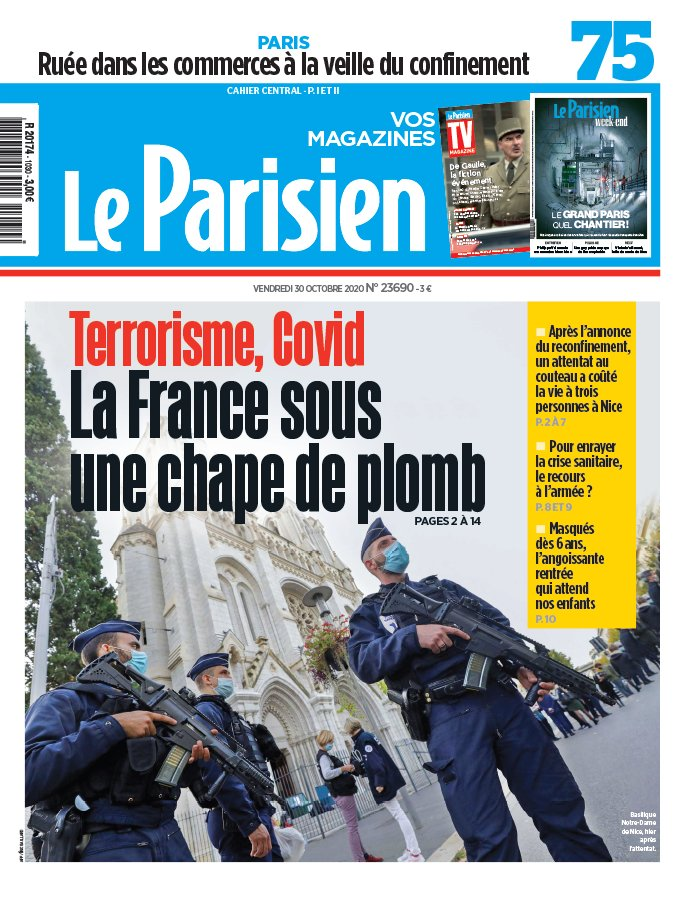 PARIS
Ruée dans les commerces à la veille du confinement
75
CAHIER CENTRAL - P. I ET II
VOS
MAGAZINES
Le Parisien
TV
MAGAZINE
De Gaulle,
la fiction
événement
Le Parisien
week-end
LE GRAND PARIS
QUEL CHANTIER !
R 20174 - 1030 - 3,00 €
VENDREDI 30 OCTOBRE 2020 N° 23690 - 3 €
Terrorisme, Covid
La France sous
une chape de plomb
PAGES 2 À 14
Après l’annonce
du reconfinement,
un attentat au
couteau a coûté
la vie à trois
personnes à Nice
P. 2 À 7
Pour enrayer
la crise sanitaire,
le recours
à l’armée ?
P. 8 ET 9
Masqués
dès 6 ans,
l’angoissante
rentrée
qui attend
nos enfants
P. 10
Basilique
Notre-Dame
de Nice, hier
après
l’attentat.